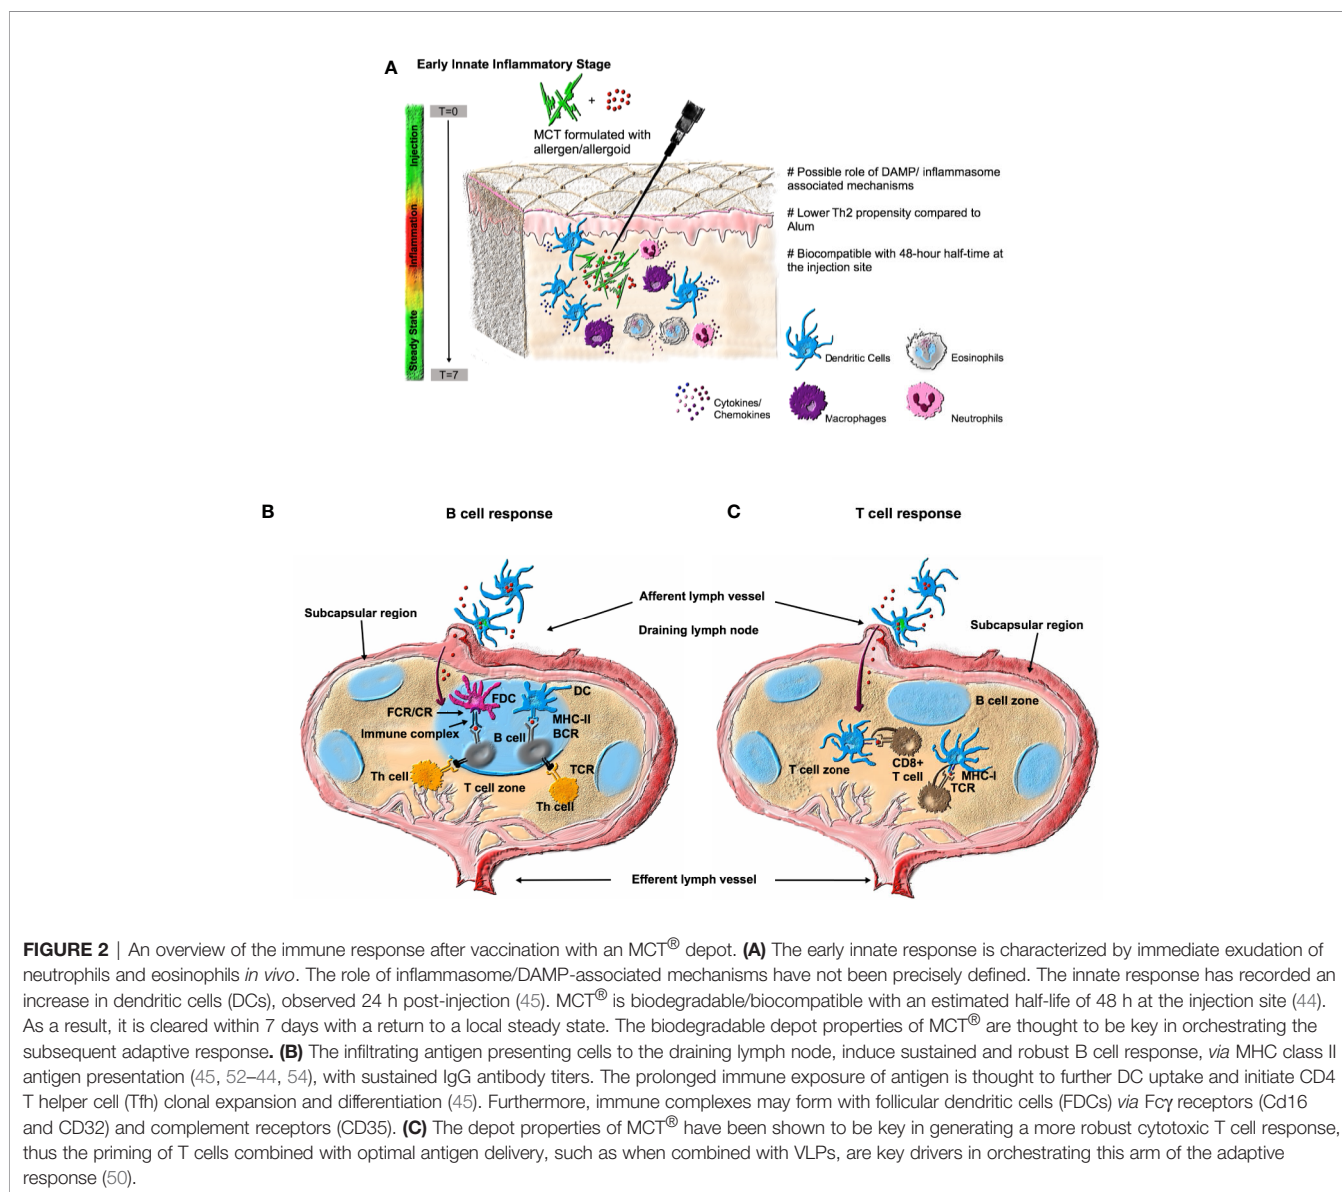 A
Early Innate Inflammatory Stage
T=0
Injection
Inflammation
Steady State
T=7
+
MCT formulated with
allergen/allergoid
# Possible role of DAMP/ inflammasome
associated mechanisms
# Lower Th2 propensity compared to
Alum
# Biocompatible with 48-hour half-time at
the injection site
Dendritic Cells
Eosinophils
Cytokines/
Chemokines
Macrophages
Neutrophils
B
B cell response
C
T cell response
Afferent lymph vessel
Draining lymph node
Subcapsular region
Subcapsular region
FDC
DC
FCR/CR
MHC-II
BCR
Immune complex
B cell
Th cell
TCR
T cell zone
Th cell
B cell zone
T cell zone
CD8+
T cell
MHC-I
TCR
Efferent lymph vessel
FIGURE 2 | An overview of the immune response after vaccination with an MCT® depot. (A) The early innate response is characterized by immediate exudation of
neutrophils and eosinophils in vivo. The role of inflammasome/DAMP-associated mechanisms have not been precisely defined. The innate response has recorded an
increase in dendritic cells (DCs), observed 24 h post-injection (45). MCT® is biodegradable/biocompatible with an estimated half-life of 48 h at the injection site (44).
As a result, it is cleared within 7 days with a return to a local steady state. The biodegradable depot properties of MCT® are thought to be key in orchestrating the
subsequent adaptive response. (B) The infiltrating antigen presenting cells to the draining lymph node, induce sustained and robust B cell response, via MHC class II
antigen presentation (45, 52–44, 54), with sustained IgG antibody titers. The prolonged immune exposure of antigen is thought to further DC uptake and initiate CD4
T helper cell (Tfh) clonal expansion and differentiation (45). Furthermore, immune complexes may form with follicular dendritic cells (FDCs) via Fcγ receptors (Cd16
and CD32) and complement receptors (CD35). (C) The depot properties of MCT® have been shown to be key in generating a more robust cytotoxic T cell response,
thus the priming of T cells combined with optimal antigen delivery, such as when combined with VLPs, are key drivers in orchestrating this arm of the adaptive
response (50).